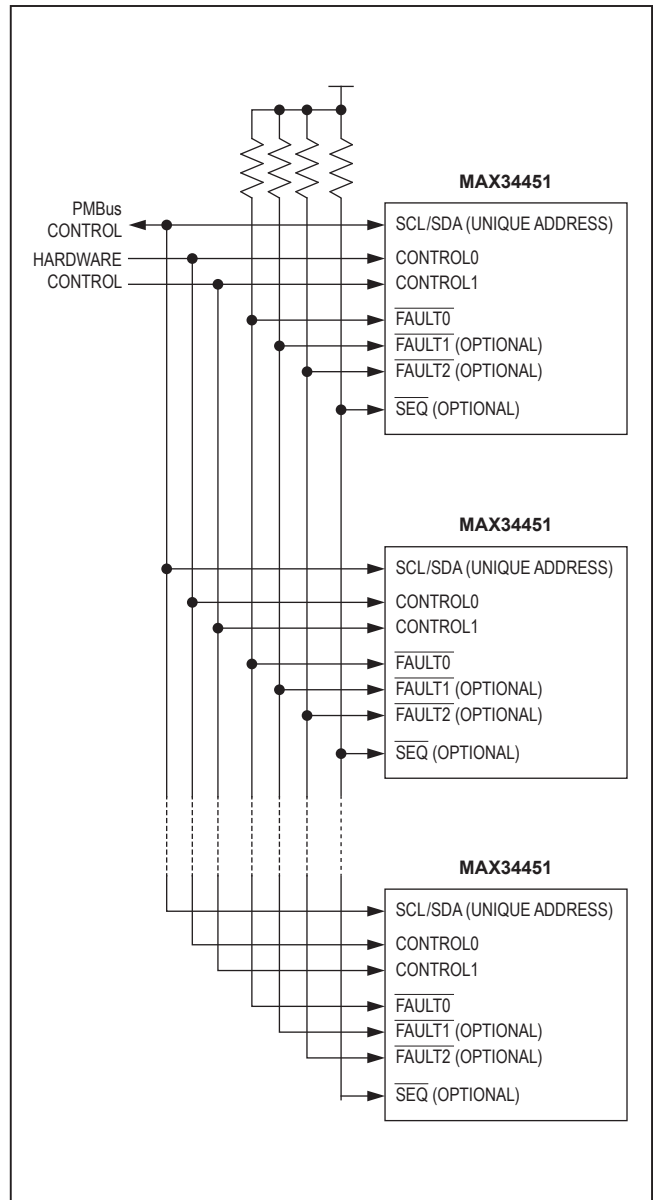 MAX34451
PMBus
CONTROL
HARDWARE
CONTROL
SCL/SDA (UNIQUE ADDRESS)
CONTROL0
CONTROL1
FAULT0
FAULT1 (OPTIONAL)
FAULT2 (OPTIONAL)
SEQ (OPTIONAL)
MAX34451
SCL/SDA (UNIQUE ADDRESS)
CONTROL0
CONTROL1
FAULT0
FAULT1 (OPTIONAL)
FAULT2 (OPTIONAL)
SEQ (OPTIONAL)
MAX34451
SCL/SDA (UNIQUE ADDRESS)
CONTROL0
CONTROL1
FAULT0
FAULT1 (OPTIONAL)
FAULT2 (OPTIONAL)
SEQ (OPTIONAL)